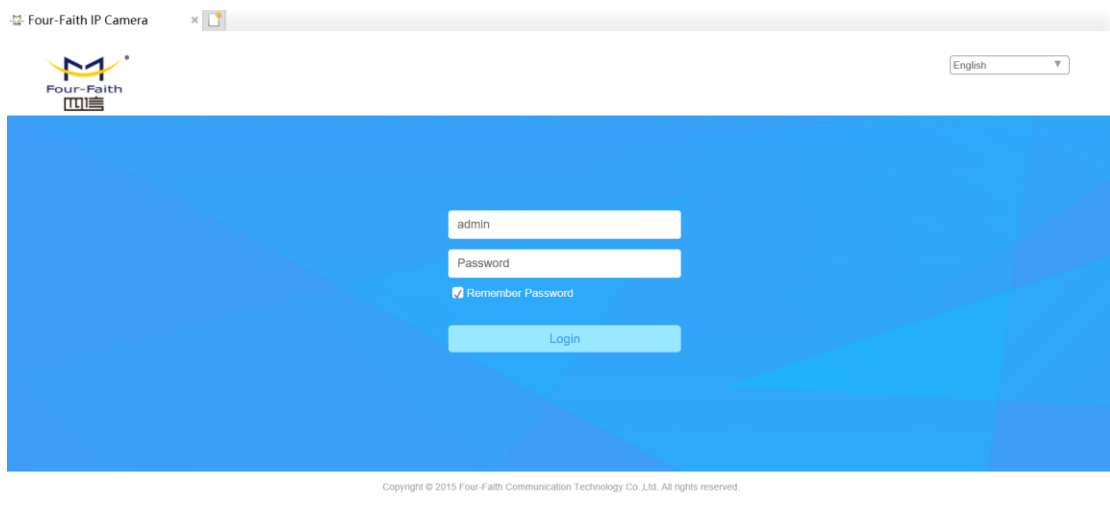 Four-Faith IP Camera
English
Four-Faith
四信
admin
Password
Remember Password
Login
Copyright © 2015 Four-Faith Communication Technology Co.,Ltd. All rights reserved.